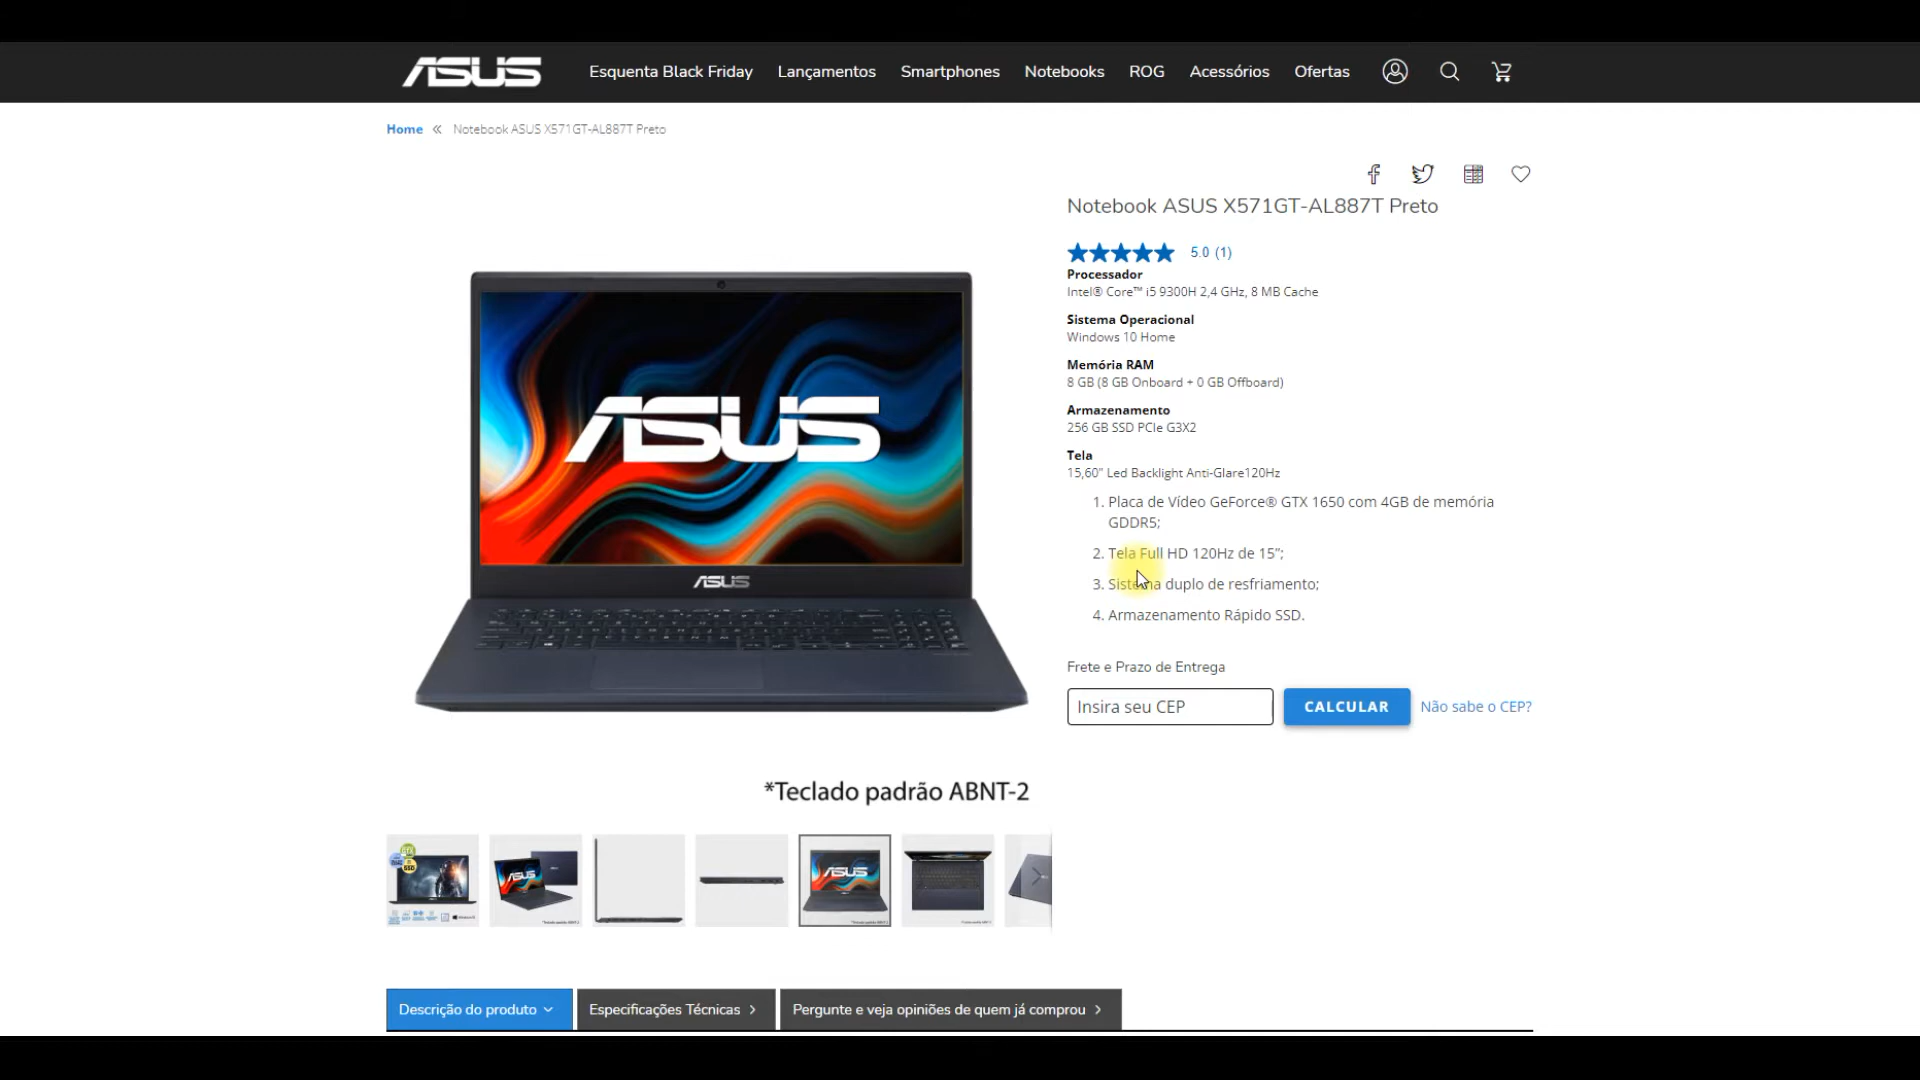 ASUS
Esquenta Black Friday
Lançamentos
Smartphones
Notebooks
ROG
Acessórios
Ofertas
Home « Notebook ASUS X571GT-AL887T Preto
Notebook ASUS X571GT-AL887T Preto
5.0 (1)
Processador
Intel® Core™ i5 9300H 2,4 GHz, 8 MB Cache
Sistema Operacional
Windows 10 Home
Memória RAM
8 GB (8 GB Onboard + 0 GB Offboard)
Armazenamento
256 GB SSD PCIe G3X2
Tela
15,60" Led Backlight Anti-Glare120Hz
1. Placa de Vídeo GeForce® GTX 1650 com 4GB de memória
GDDR5;
2. Tela Full HD 120Hz de 15”;
3. Sistema duplo de resfriamento;
4. Armazenamento Rápido SSD.
Frete e Prazo de Entrega
Insira seu CEP
CALCULAR
Não sabe o CEP?
ASUS
ASUS
*Teclado padrão ABNT-2
ASUS
ASUS
Descrição do produto
Especificações Técnicas
Pergunte e veja opiniões de quem já comprou